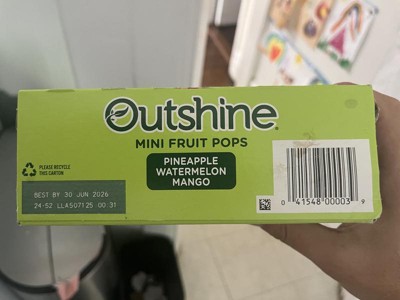 Outshine
MINI FRUIT POPS
PINEAPPLE
WATERMELON
MANGO
PLEASE RECYCLE
THIS CARTON
BEST BY 30 JUN 2026
24-52 LLA507125 00:31
0 41548 00003 9